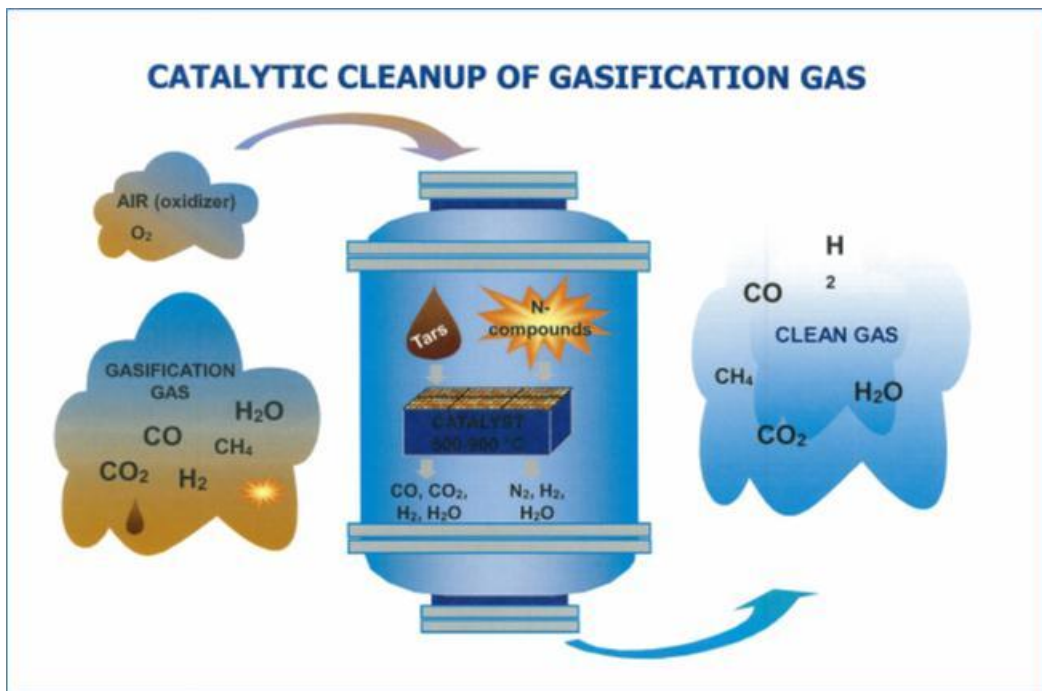 CATALYTIC CLEANUP OF GASIFICATION GAS
AIR (oxidizer)
O₂
GASIFICATION
GAS
H₂O
CO
CH₄
CO₂
H₂
Tars
N-
compounds
CATALYST
CO, CO₂,
H₂, H₂O
N₂, H₂,
H₂O
H
2
CO
CLEAN GAS
CH₄
H₂O
CO₂